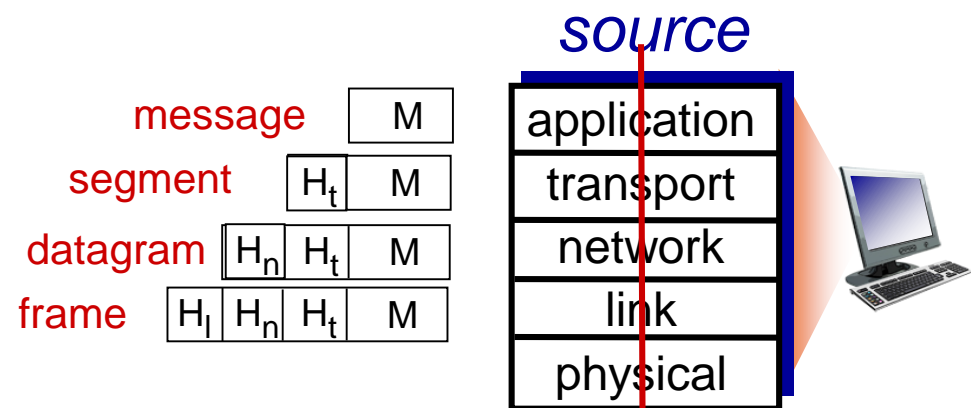 source
message M application
segment Ht M transport
datagram Hn Ht M network
frame Hl Hn Ht M link
physical